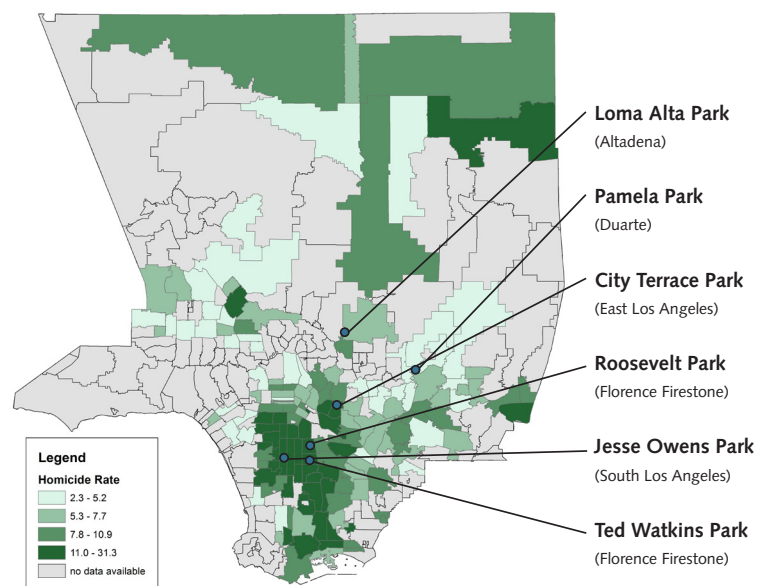 Loma Alta Park
(Altadena)
Pamela Park
(Duarte)
City Terrace Park
(East Los Angeles)
Roosevelt Park
(Florence Firestone)
Jesse Owens Park
(South Los Angeles)
Ted Watkins Park
(Florence Firestone)
Legend
Homicide Rate
2.3 - 5.2
5.3 - 7.7
7.8 - 10.9
11.0 - 31.3
no data available